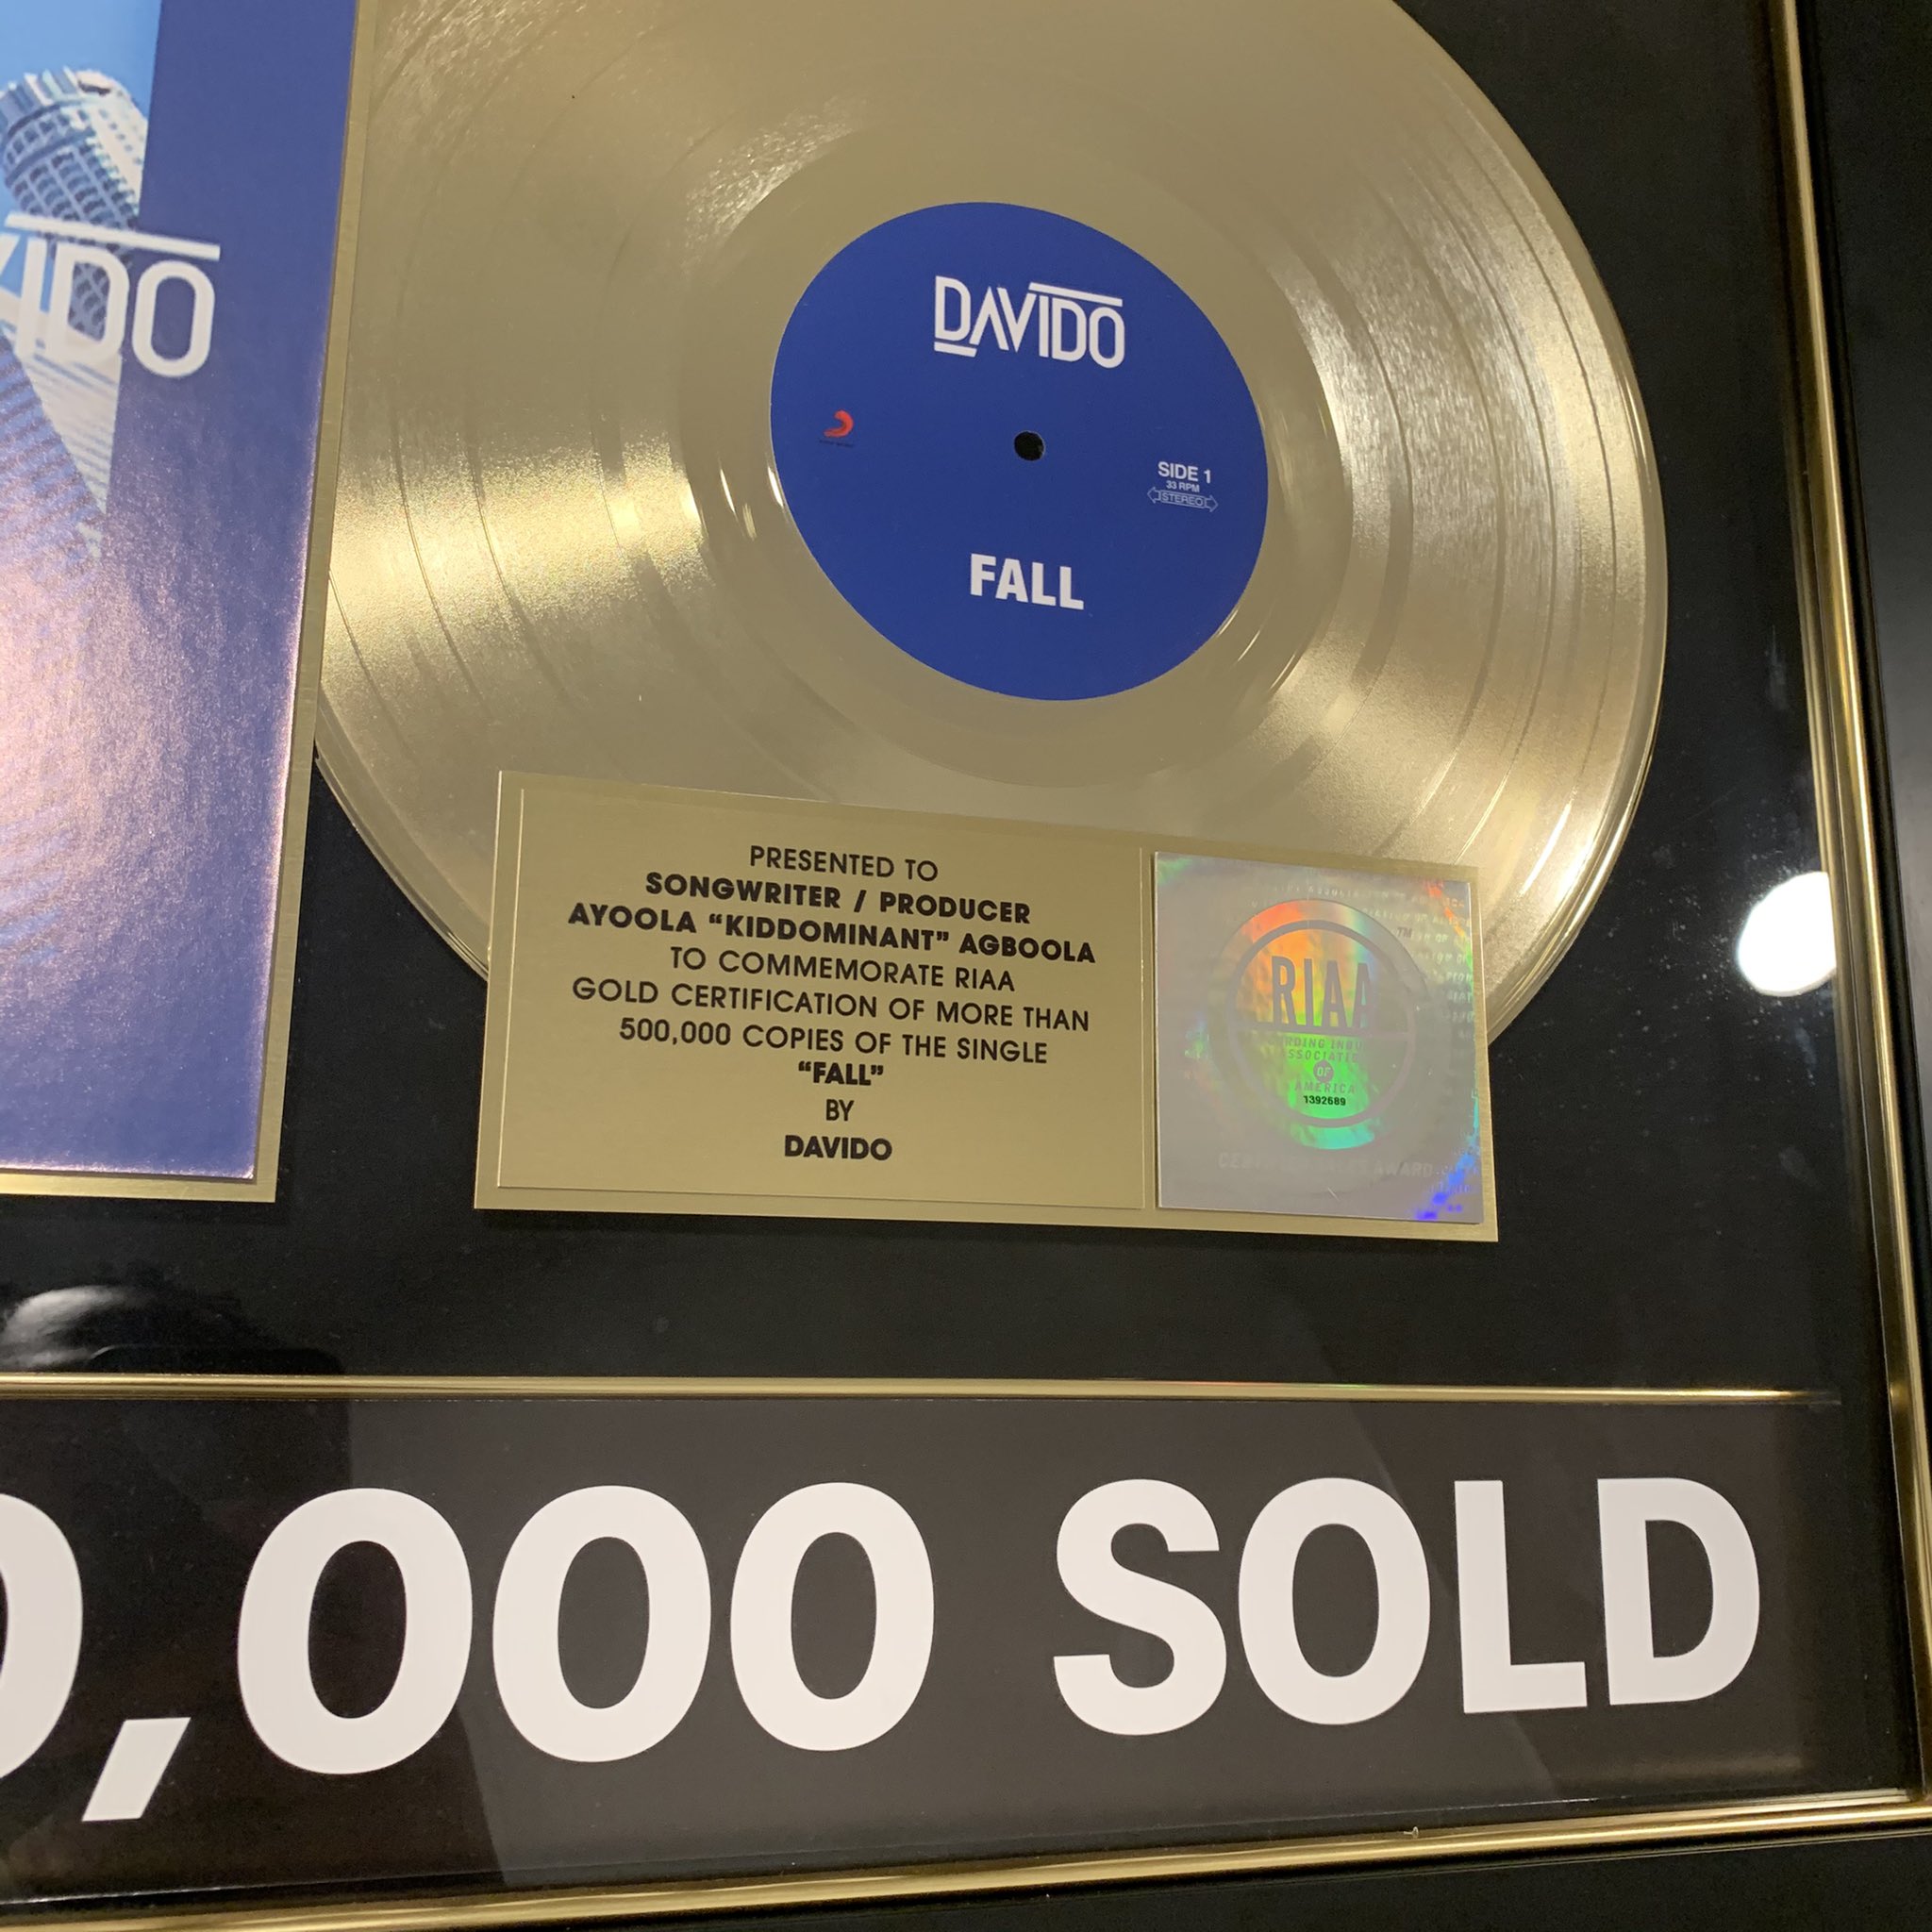 VIDO
DAVIDO
SIDE 1
33 RPM
STEREO
FALL
PRESENTED TO
SONGWRITER / PRODUCER
AYOOLA “KIDDOMINANT” AGBOOLA
TO COMMEMORATE RIAA
GOLD CERTIFICATION OF MORE THAN
500,000 COPIES OF THE SINGLE
“FALL”
BY
DAVIDO
TM
RIAA
OF
AMERICA
1392689
0,000 SOLD